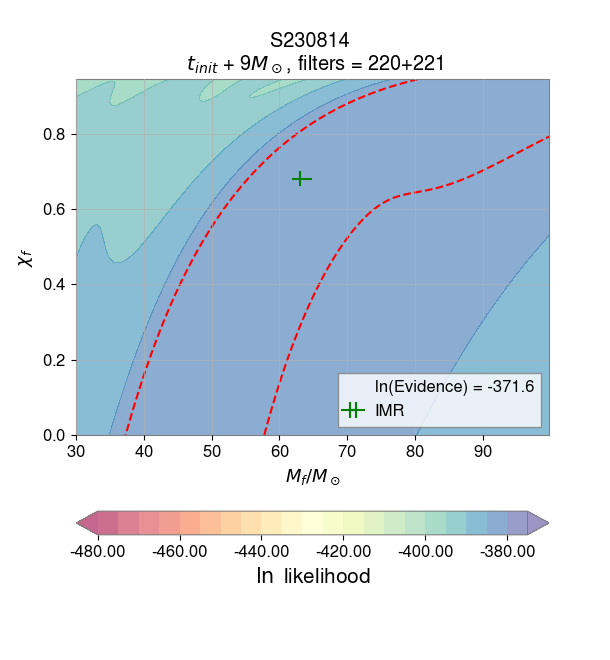 S230814
t_init + 9M_⊙, filters = 220+221
0.8
0.6
0.4
0.2
0.0
χ_f
ln(Evidence) = -371.6
IMR
30 40 50 60 70 80 90
M_f/M_⊙
-480.00 -460.00 -440.00 -420.00 -400.00 -380.00
ln likelihood